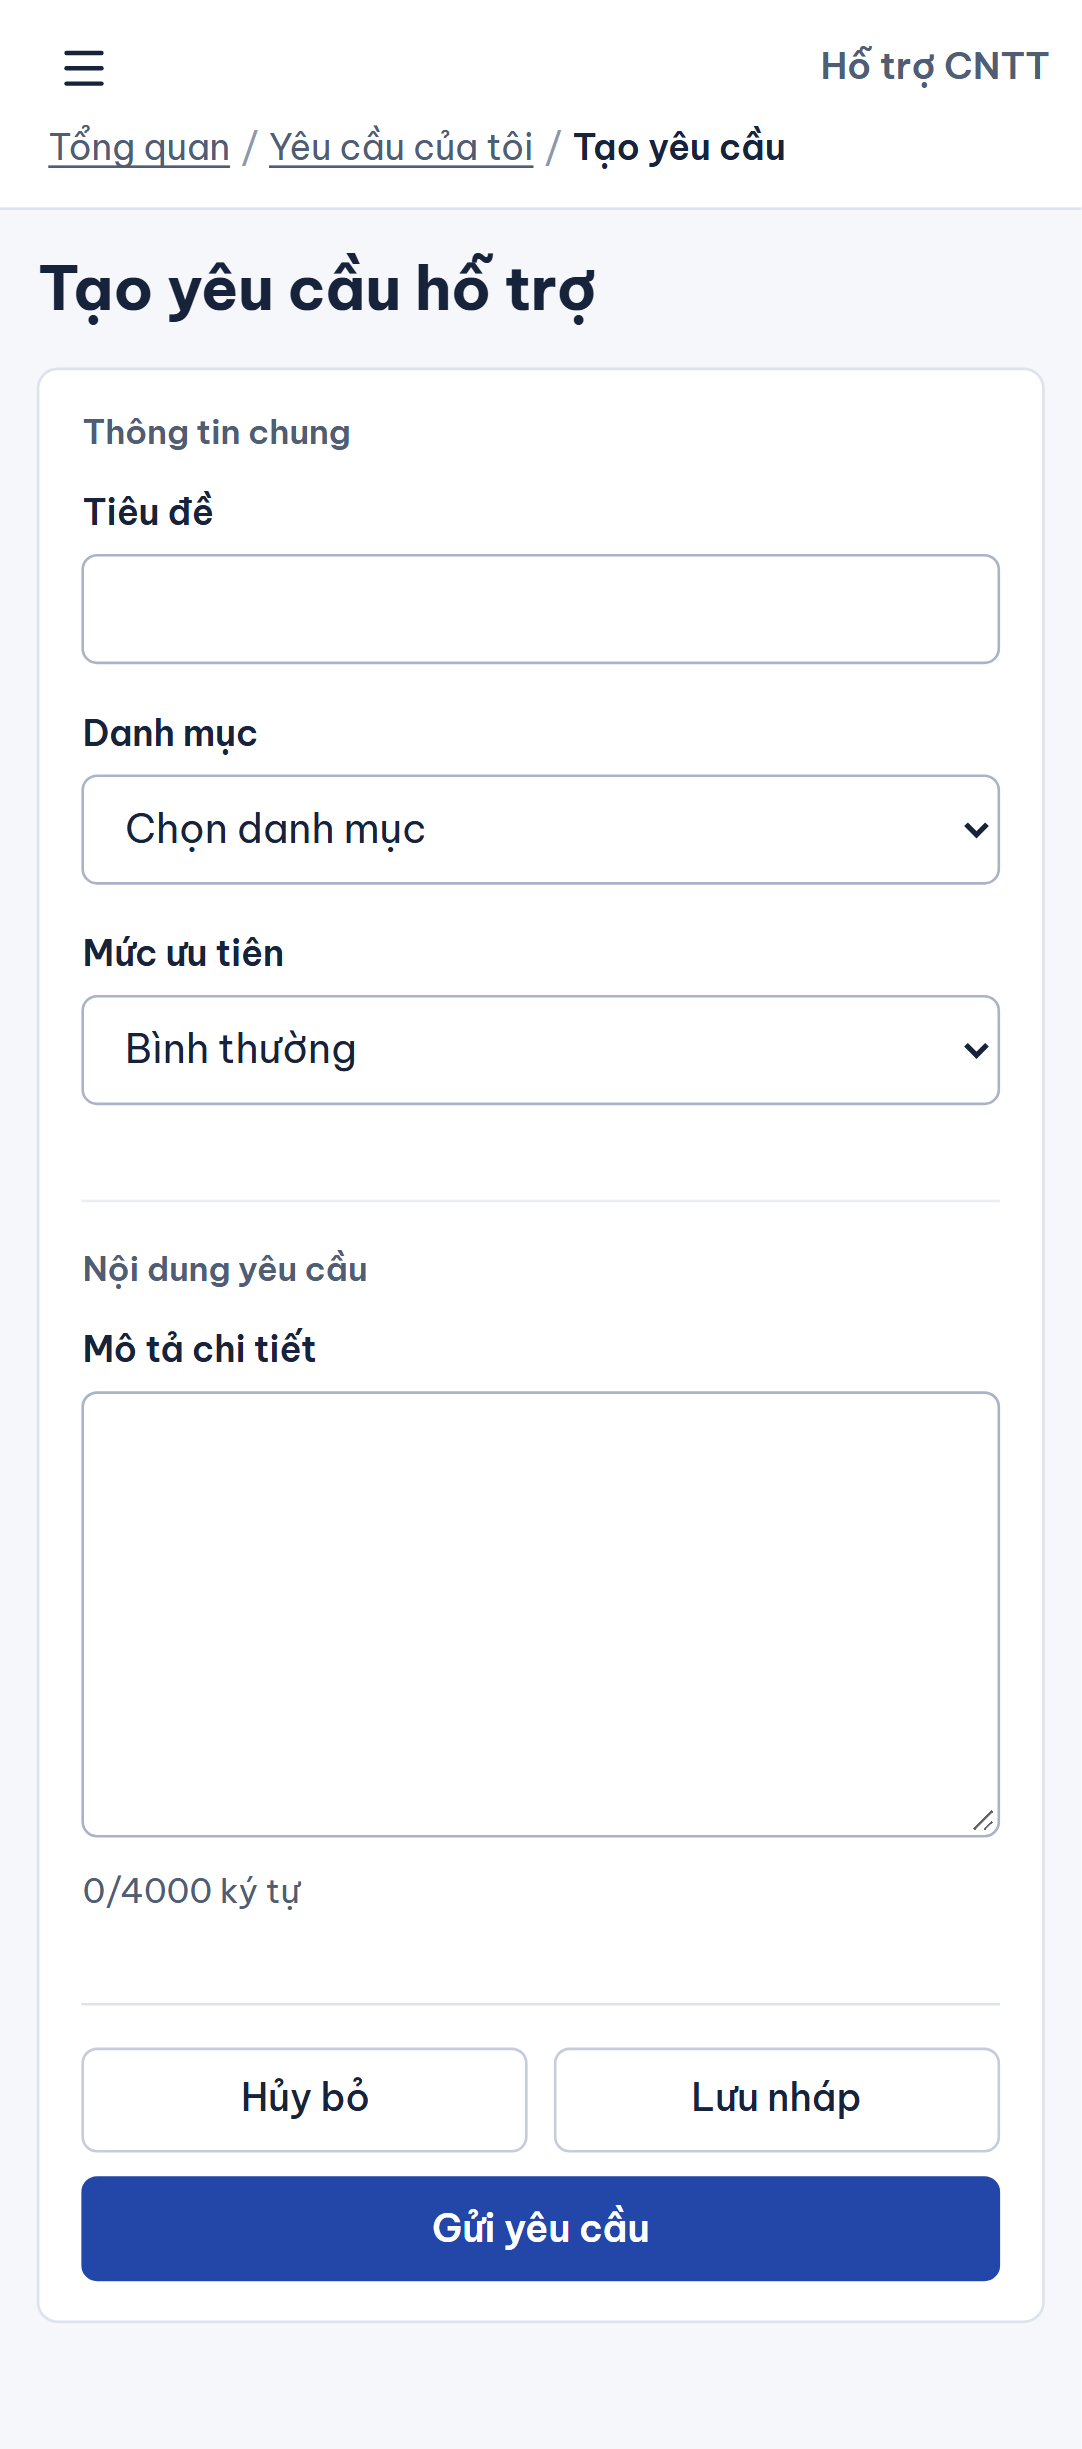 Hỗ trợ CNTT
Tổng quan / Yêu cầu của tôi / Tạo yêu cầu
Tạo yêu cầu hỗ trợ
Thông tin chung
Tiêu đề
Danh mục
Chọn danh mục
Mức ưu tiên
Bình thường
Nội dung yêu cầu
Mô tả chi tiết
0/4000 ký tự
Hủy bỏ
Lưu nháp
Gửi yêu cầu